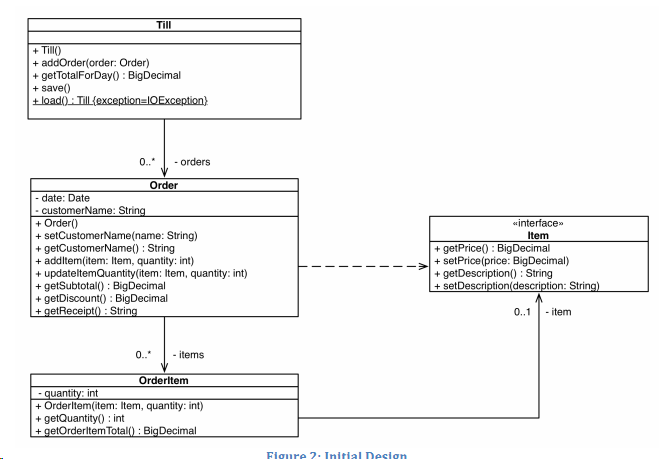 Till
+ Till()
+ addOrder(order: Order)
+ getTotalForDay() : BigDecimal
+ save()
+ load() : Till {exception=IOException}
0..* - orders
Order
- date: Date
- customerName: String
+ Order()
+ setCustomerName(name: String)
+ getCustomerName() : String
+ addItem(item: Item, quantity: int)
+ updateItemQuantity(item: Item, quantity: int)
+ getSubtotal() : BigDecimal
+ getDiscount() : BigDecimal
+ getReceipt() : String
«interface»
Item
+ getPrice() : BigDecimal
+ setPrice(price: BigDecimal)
+ getDescription() : String
+ setDescription(description: String)
0..1 - item
0..* - items
OrderItem
- quantity: int
+ OrderItem(item: Item, quantity: int)
+ getQuantity() : int
+ getOrderItemTotal() : BigDecimal
Figure 2: Initial Design